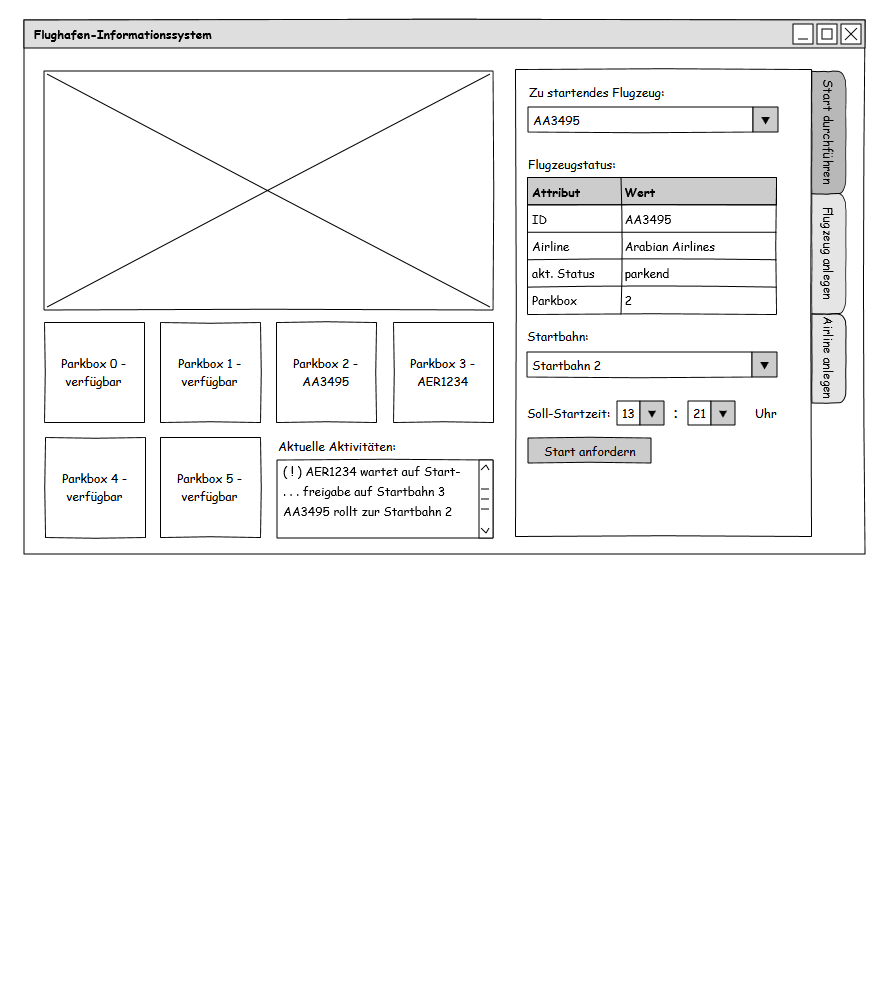 Flughafen-Informationssystem
Parkbox 0 -
verfügbar
Parkbox 1 -
verfügbar
Parkbox 2 -
AA3495
Parkbox 3 -
AER1234
Parkbox 4 -
verfügbar
Parkbox 5 -
verfügbar
Aktuelle Aktivitäten:
( ! ) AER1234 wartet auf Start-
. . . freigabe auf Startbahn 3
AA3495 rollt zur Startbahn 2
Zu startendes Flugzeug:
AA3495
Flugzeugstatus:
Attribut Wert
ID AA3495
Airline Arabian Airlines
akt. Status parkend
Parkbox 2
Startbahn:
Startbahn 2
Soll-Startzeit: 13 : 21 Uhr
Start anfordern
Start durchführen
Flugzeug anlegen
Airline anlegen